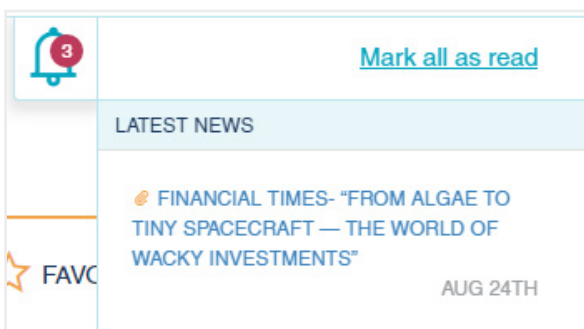 3
Mark all as read
LATEST NEWS
FINANCIAL TIMES- “FROM ALGAE TO
TINY SPACECRAFT — THE WORLD OF
WACKY INVESTMENTS”
AUG 24TH
FAVO